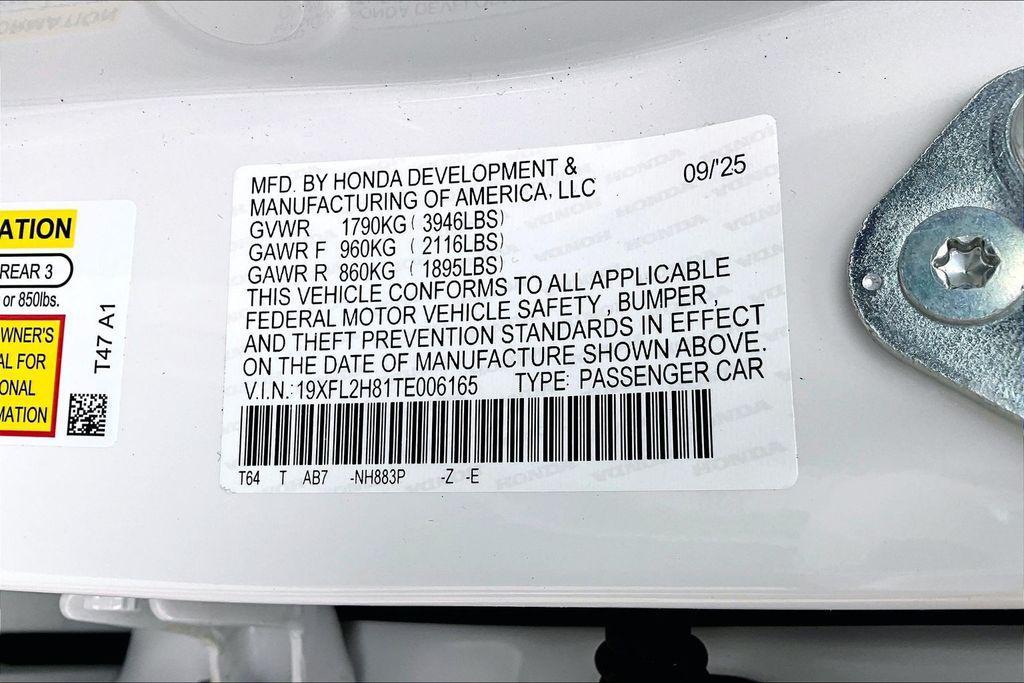 ATION
REAR 3
or 850lbs.
WNER'S
AL FOR
ONAL
MATION
T47 A1
MFD. BY HONDA DEVELOPMENT &
MANUFACTURING OF AMERICA, LLC
09/'25
GVWR 1790KG ( 3946LBS)
GAWR F 960KG ( 2116LBS)
GAWR R 860KG ( 1895LBS)
THIS VEHICLE CONFORMS TO ALL APPLICABLE
FEDERAL MOTOR VEHICLE SAFETY , BUMPER ,
AND THEFT PREVENTION STANDARDS IN EFFECT
ON THE DATE OF MANUFACTURE SHOWN ABOVE.
V.I.N.: 19XFL2H81TE006165 TYPE: PASSENGER CAR
T64 T AB7 -NH883P -Z -E